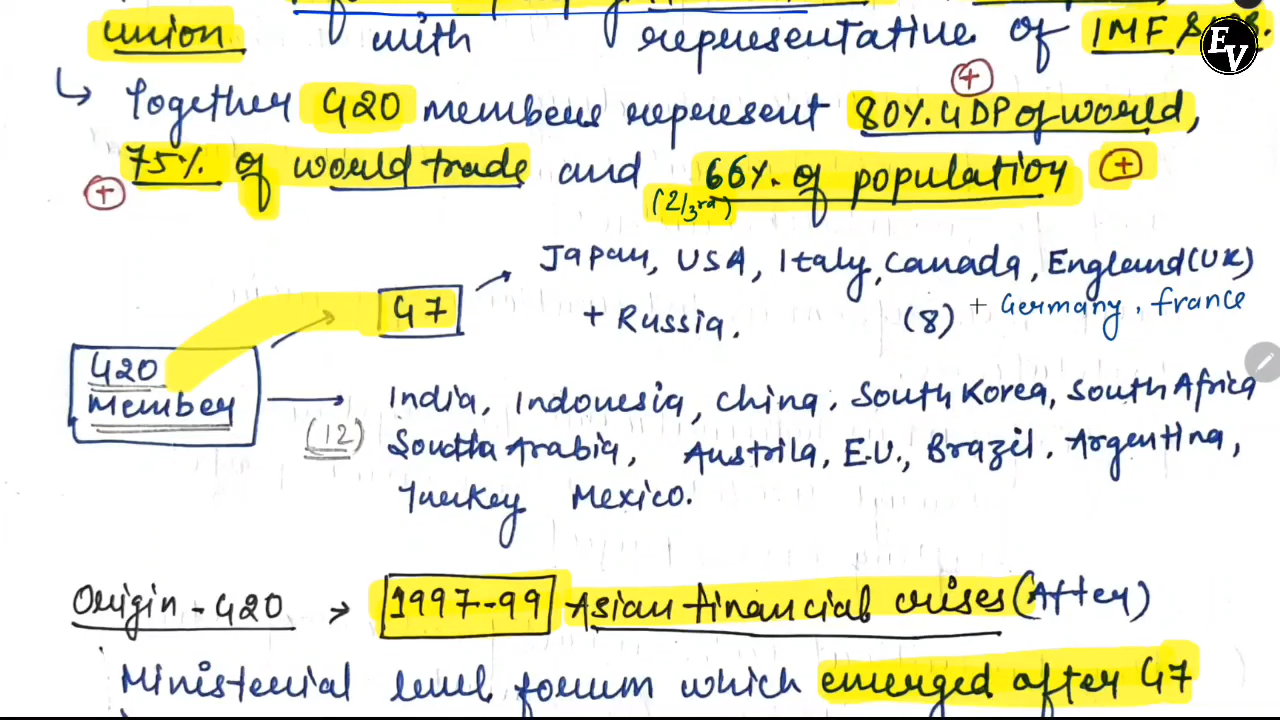 union with representative of IMF &
EV
Together G20 members represent 80% GDP of world,
75% of world trade and 66% of population
(2/3rd)
Japan, USA, Italy, Canada, England(UK)
G7
+ Russia. (8) + Germany, france
G20
Member
(12)
India, Indonesia, China, South Korea, South Africa
Arabia, Austrila, E.U., Brazil, Argentina,
Turkey Mexico.
Origin - G20 → 1997-99 Asian financial crises (After)
Ministerial level forum which emerged after G7